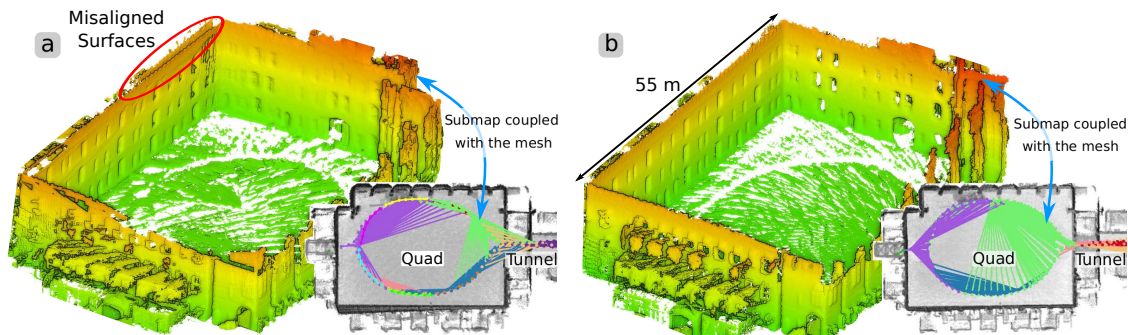 Misaligned
Surfaces
a
Submap coupled
with the mesh
Quad
Tunnel
b
55 m
Submap coupled
with the mesh
Quad
Tunnel